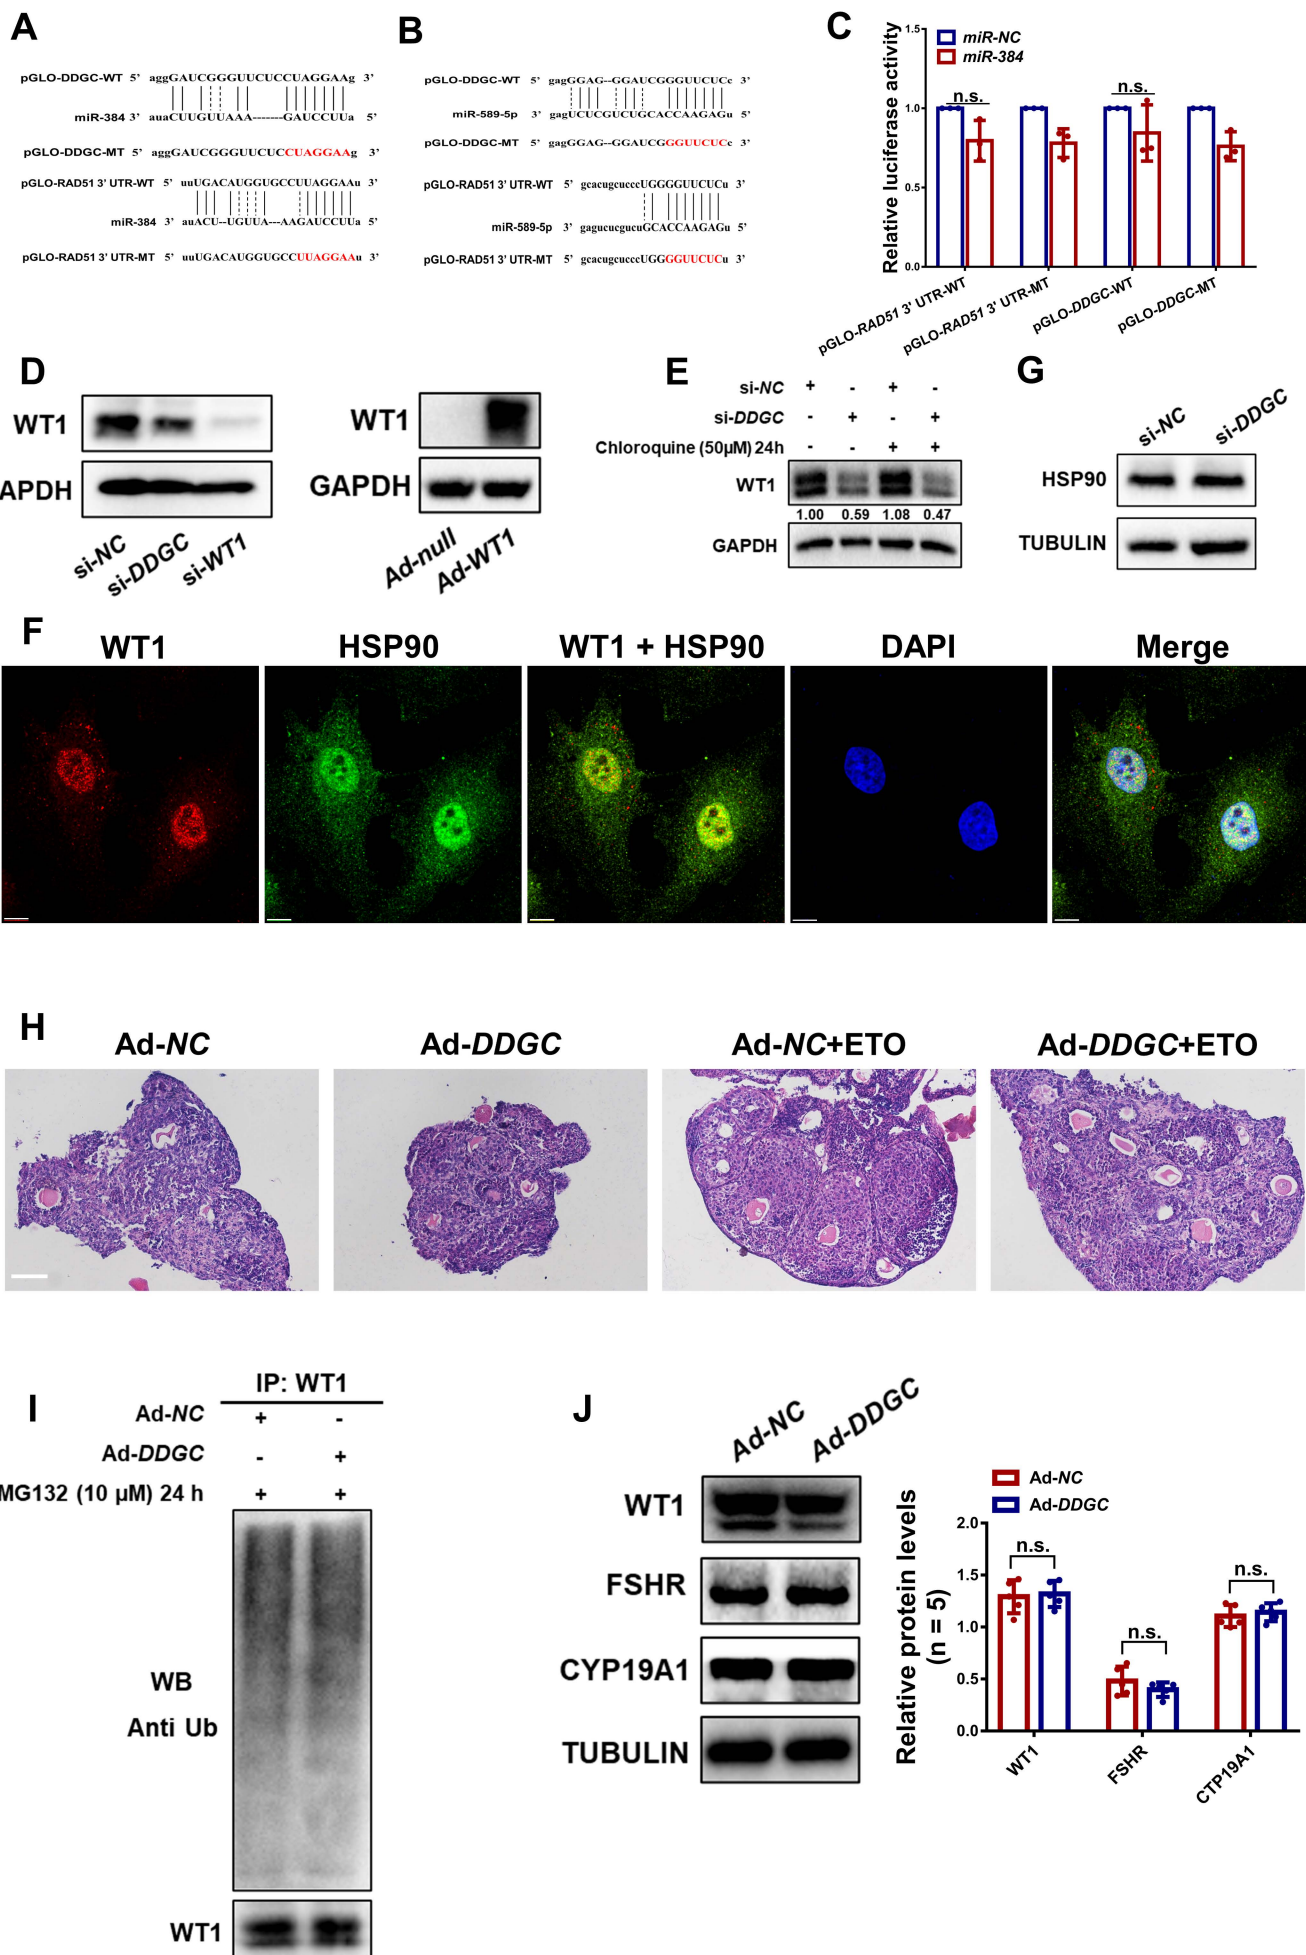 A
pGLO-DDGC-WT 5' aggGAUCGGGUUCUCCUAGGAAg 3'
miR-384 3' auaCUUGUUAAA-------GAUCCUUa 5'
pGLO-DDGC-MT 5' aggGAUCGGGUUCUCCUAGGAAg 3'
pGLO-RAD51 3' UTR-WT 5' uuUGACAUGGUGCCUUAGGAAu 3'
miR-384 3' auACU--UGUUA---AAGAUCCUUa 5'
pGLO-RAD51 3' UTR-MT 5' uuUGACAUGGUGCCUUAGGAAu 3'
B
pGLO-DDGC-WT 5' gagGGAG--GGAUCGGGUUCUCc 3'
miR-589-5p 3' gagUCUCGUCUGCACCAAGAGu 5'
pGLO-DDGC-MT 5' gagGGAG--GGAUCGGGUUCUCc 3'
pGLO-RAD51 3' UTR-WT 5' gcacugcucccUGGGGUUCUCu 3'
miR-589-5p 3' gagucucgucuGCACCAAGAGu 5'
pGLO-RAD51 3' UTR-MT 5' gcacugcucccUGGGGUUCUCu 3'
C
Relative luciferase activity
1.5
1.0
0.5
0.0
miR-NC
miR-384
n.s.
n.s.
pGLO-RAD51 3' UTR-WT
pGLO-RAD51 3' UTR-MT
pGLO-DDGC-WT
pGLO-DDGC-MT
D
WT1
APDH
si-NC
si-DDGC
si-WT1
WT1
GAPDH
Ad-null
Ad-WT1
E
si-NC + - + -
si-DDGC - + - +
Chloroquine (50μM) 24h - - + +
WT1
1.00 0.59 1.08 0.47
GAPDH
G
si-NC
si-DDGC
HSP90
TUBULIN
F
WT1
HSP90
WT1 + HSP90
DAPI
Merge
H
Ad-NC
Ad-DDGC
Ad-NC+ETO
Ad-DDGC+ETO
I
IP: WT1
Ad-NC + -
Ad-DDGC - +
MG132 (10 μM) 24 h + +
WB
Anti Ub
WT1
J
Ad-NC
Ad-DDGC
WT1
FSHR
CYP19A1
TUBULIN
Ad-NC
Ad-DDGC
Relative protein levels
(n = 5)
2.0
1.5
1.0
0.5
0.0
n.s.
n.s.
n.s.
WT1
FSHR
CTP19A1